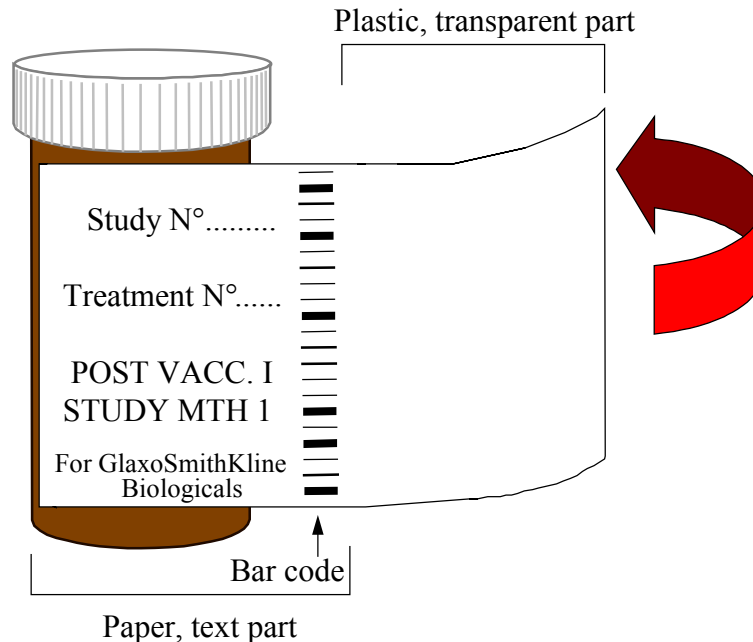 Plastic, transparent part
Study N°.........
Treatment N°......
POST VACC. I
STUDY MTH 1
For GlaxoSmithKline
Biologicals
Bar code
Paper, text part